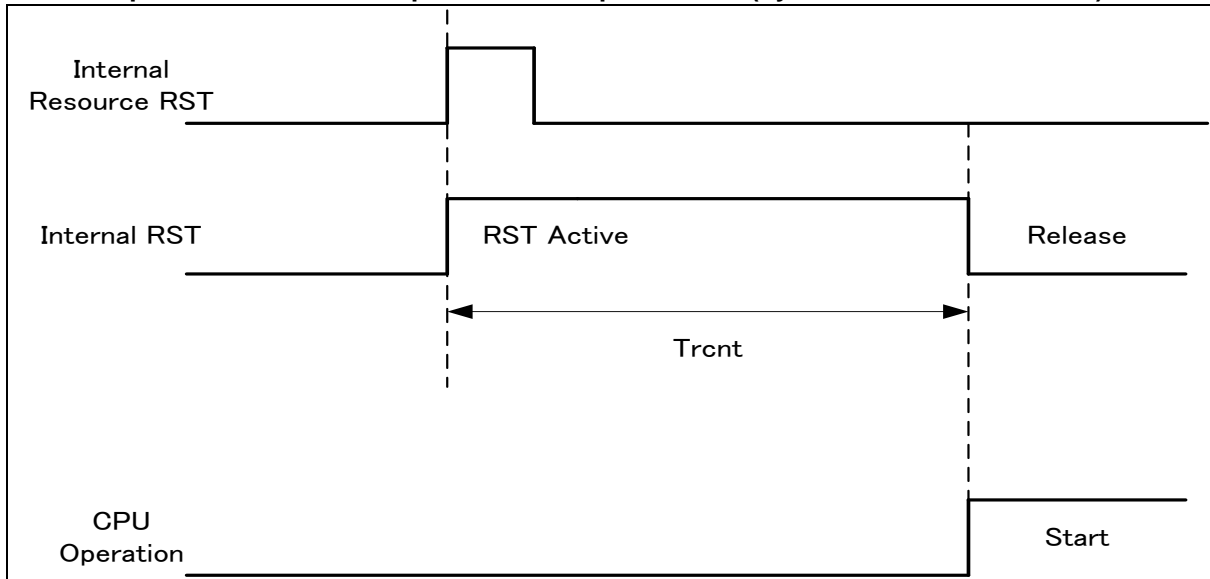 Internal
Resource RST
Internal RST
RST Active
Release
Trcnt
CPU
Operation
Start